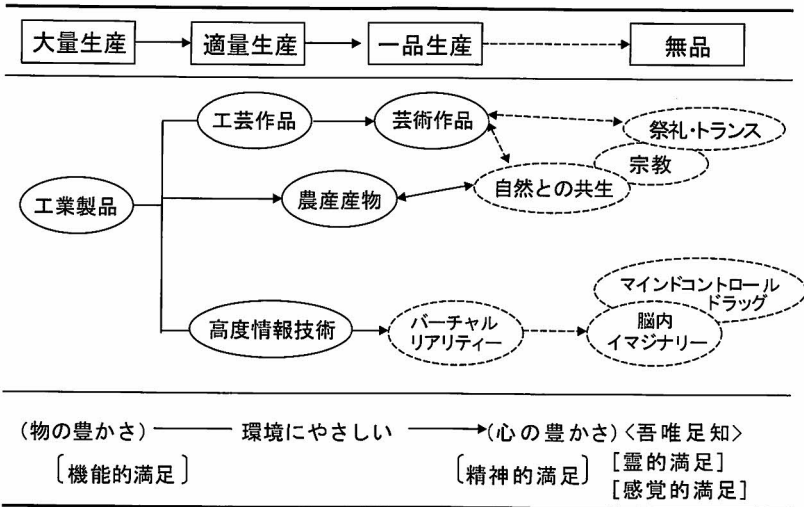 大量生産 適量生産 一品生産 無品
工芸作品 芸術作品 祭礼・トランス
宗教
自然との共生
農産産物
工業製品
マインドコントロール
ドラッグ
高度情報技術 バーチャル
リアリティー
脳内
イマジナリー
(物の豊かさ) 環境にやさしい (心の豊かさ) <吾唯足知>
〔機能的満足〕 〔精神的満足〕 [霊的満足]
[感覚的満足]